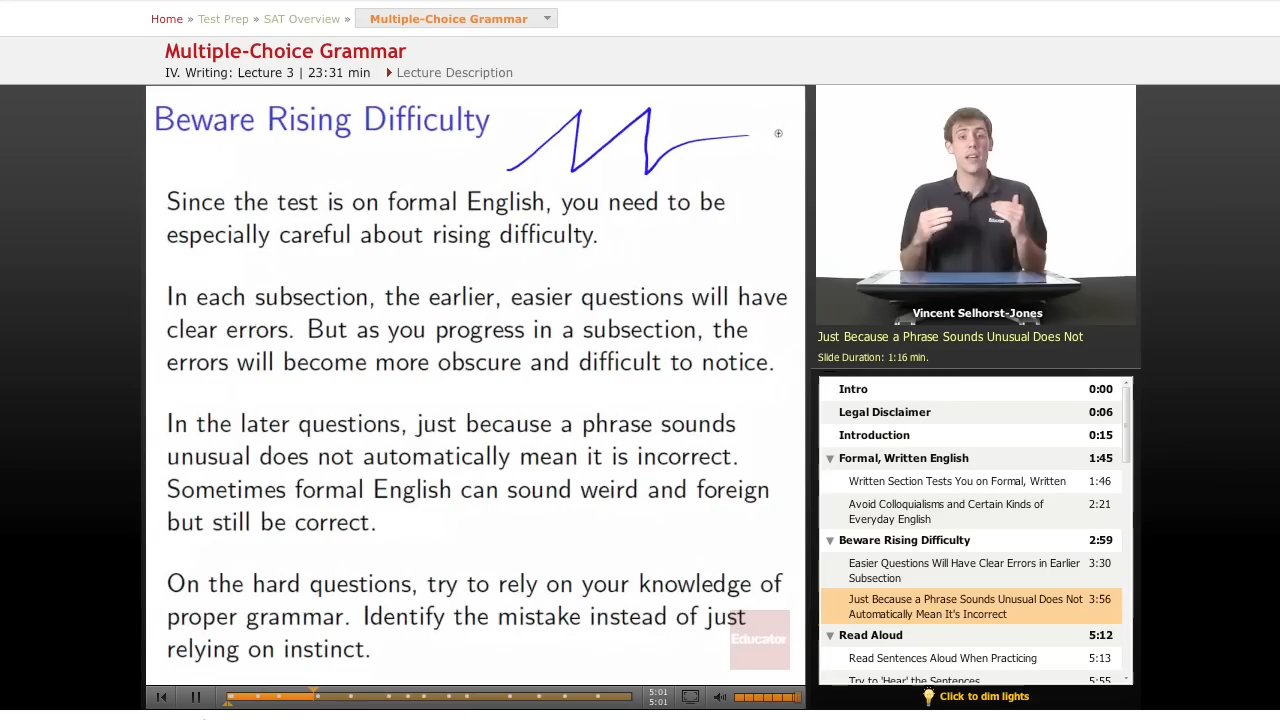 Home » Test Prep » SAT Overview » Multiple-Choice Grammar
Multiple-Choice Grammar
IV. Writing: Lecture 3 | 23:31 min Lecture Description
Beware Rising Difficulty
Since the test is on formal English, you need to be
especially careful about rising difficulty.
In each subsection, the earlier, easier questions will have
clear errors. But as you progress in a subsection, the
errors will become more obscure and difficult to notice.
In the later questions, just because a phrase sounds
unusual does not automatically mean it is incorrect.
Sometimes formal English can sound weird and foreign
but still be correct.
On the hard questions, try to rely on your knowledge of
proper grammar. Identify the mistake instead of just
relying on instinct.
Educator
5:01
5:01
Educator
Vincent Selhorst-Jones
Just Because a Phrase Sounds Unusual Does Not
Slide Duration: 1:16 min.
Intro 0:00
Legal Disclaimer 0:06
Introduction 0:15
Formal, Written English 1:45
Written Section Tests You on Formal, Written 1:46
Avoid Colloquialisms and Certain Kinds of 2:21
Everyday English
Beware Rising Difficulty 2:59
Easier Questions Will Have Clear Errors in Earlier 3:30
Subsection
Just Because a Phrase Sounds Unusual Does Not 3:56
Automatically Mean It's Incorrect
Read Aloud 5:12
Read Sentences Aloud When Practicing 5:13
Try to 'Hear' the Sentences 5:55
Click to dim lights